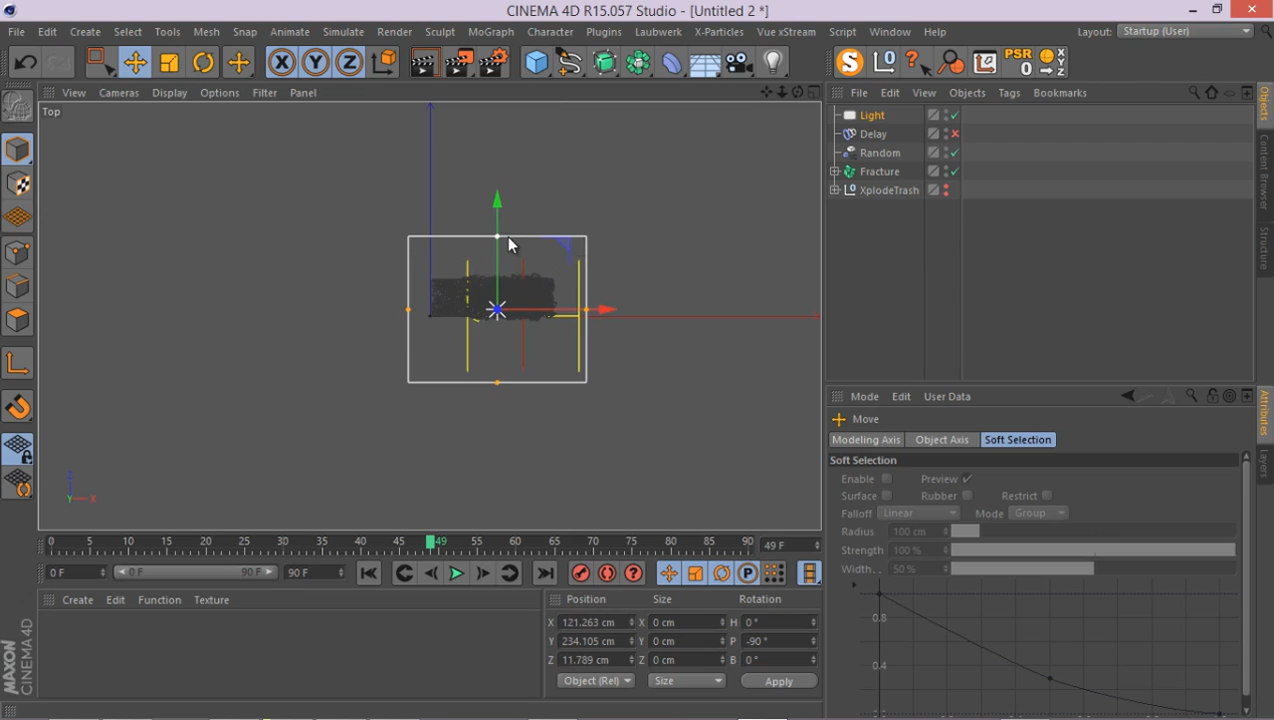 CINEMA 4D R15.057 Studio - [Untitled 2 *]
File Edit Create Select Tools Mesh Snap Animate Simulate Render Sculpt MoGraph Character Plugins Laubwerk X-Particles Vue xStream Script Window Help Layout: Startup (User)
X Y Z S PSR 0
View Cameras Display Options Filter Panel
File Edit View Objects Tags Bookmarks
Top
Light
Delay
Random
Fracture
XplodeTrash
Objects
Content Browser
Structure
Mode Edit User Data
Move
Modeling Axis Object Axis Soft Selection
Soft Selection
Enable Preview
Surface Rubber Restrict
Falloff Linear Mode Group
Radius 100 cm
Strength 100 %
Width.. 50 %
0.8
0.4
Attributes
Layers
Z
Y X
0 5 10 15 20 25 30 35 40 45 49 55 60 65 70 75 80 85 90 49 F
0 F 0 F 90 F 90 F
Create Edit Function Texture
Position Size Rotation
X 121.263 cm X 0 cm H 0 °
Y 234.105 cm Y 0 cm P -90 °
Z 11.789 cm Z 0 cm B 0 °
Object (Rel) Size Apply
MAXON
CINEMA 4D